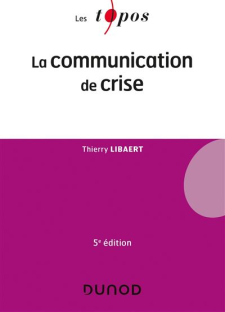 Les tOpos
La communication
de crise
Thierry LIBAERT
5e édition
DUNOD